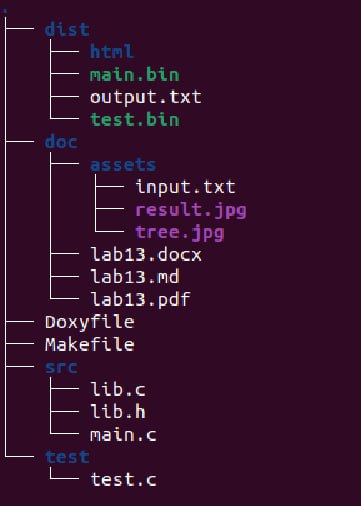 .
dist
html
main.bin
output.txt
test.bin
doc
assets
input.txt
result.jpg
tree.jpg
lab13.docx
lab13.md
lab13.pdf
Doxyfile
Makefile
src
lib.c
lib.h
main.c
test
test.c